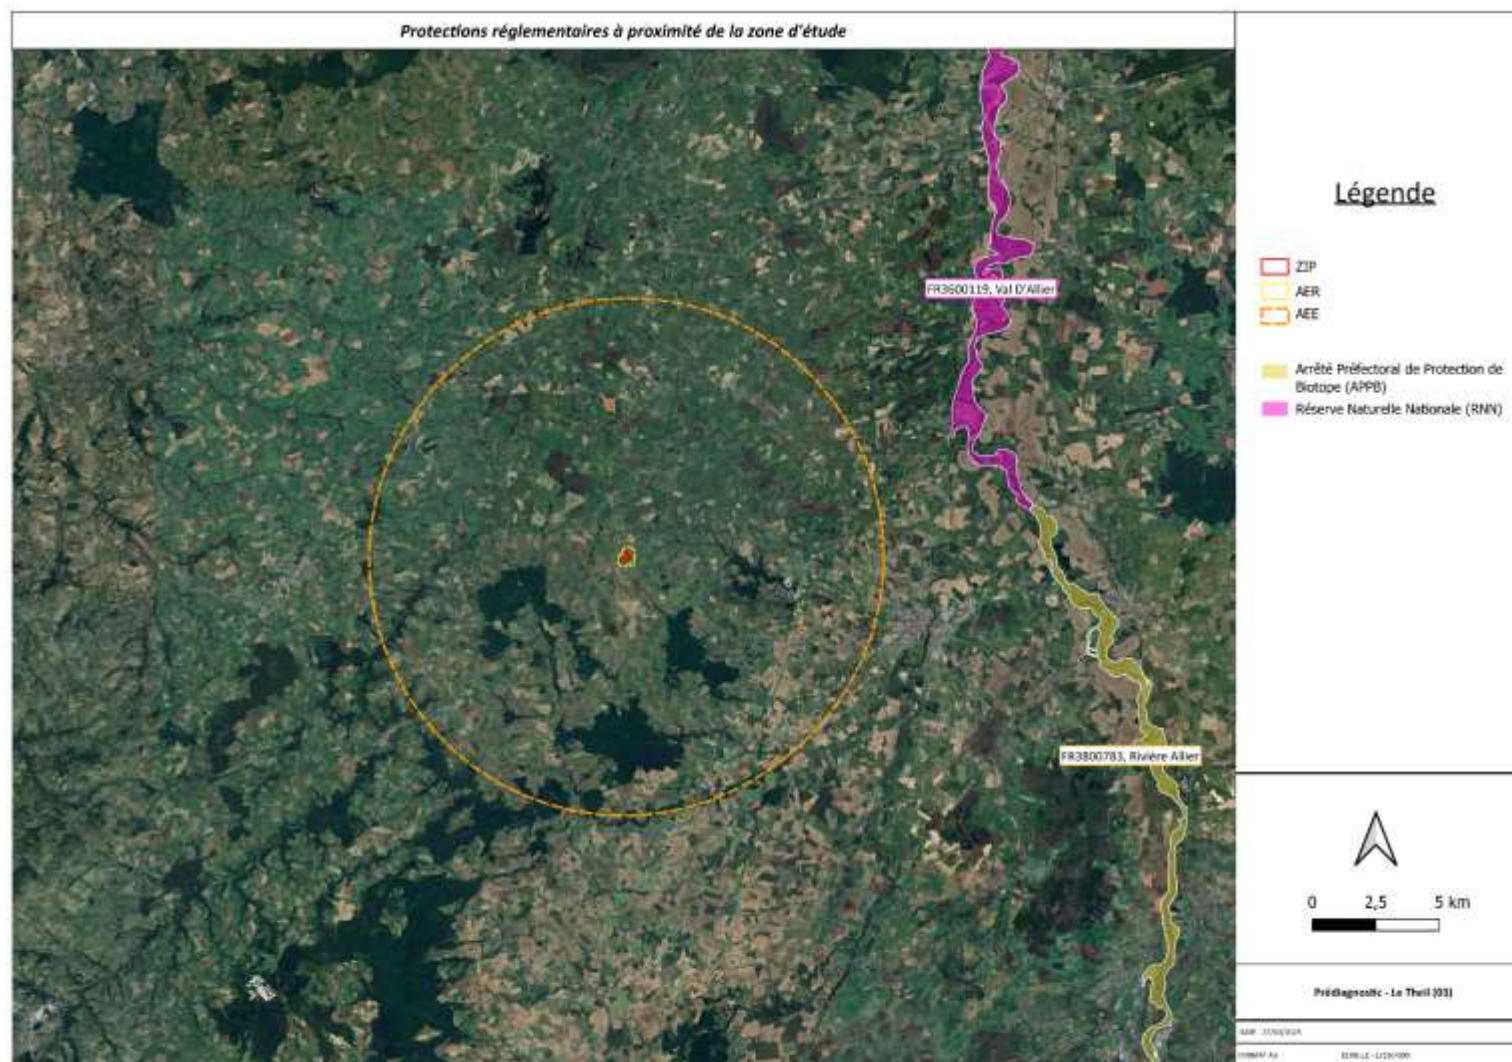 Protections réglementaires à proximité de la zone d'étude
FR3600119, Val D'Allier
FR3800783, Rivière Allier
Légende
ZIP
AER
AEE
Arrêté Préfectoral de Protection de
Biotope (APPB)
Réserve Naturelle Nationale (RNN)
0 2,5 5 km
Prédiagnostic - Le Theil (03)